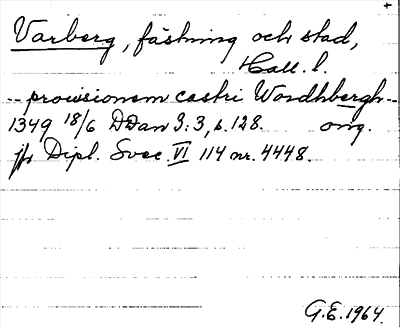 Varberg, fästning och stad,
Hall. l.
-- provisionem castri Wardhbergh --
1349 18/6 DDan 3:3, s. 128. orig.
jfr Dipl. Svec. VI 114 nr. 4448.
G.E. 1964.